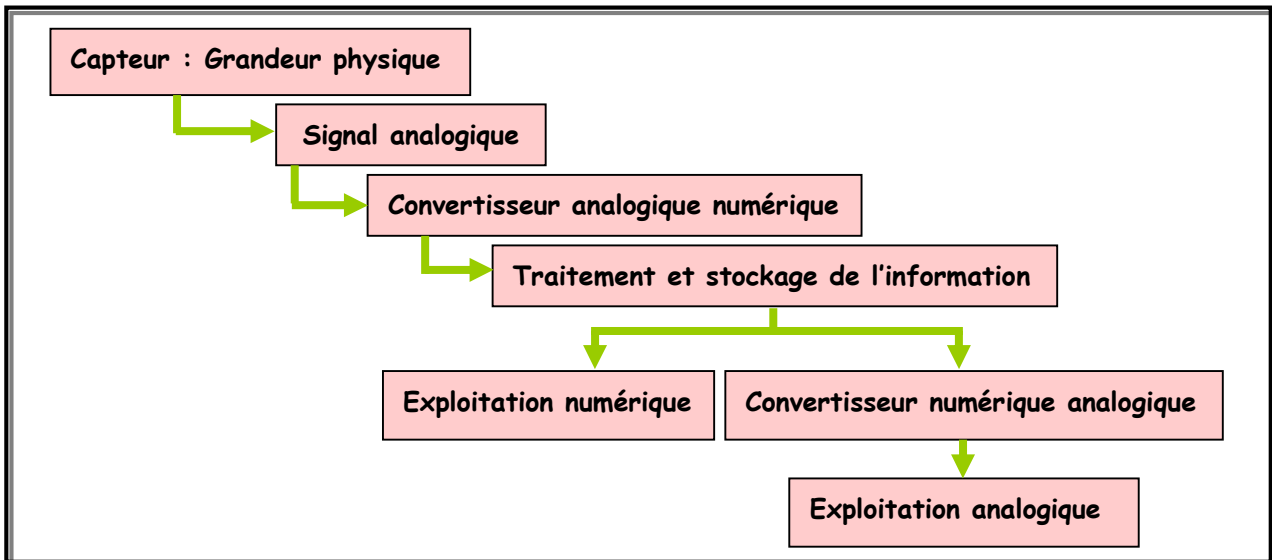 Capteur : Grandeur physique
Signal analogique
Convertisseur analogique numérique
Traitement et stockage de l'information
Exploitation numérique
Convertisseur numérique analogique
Exploitation analogique